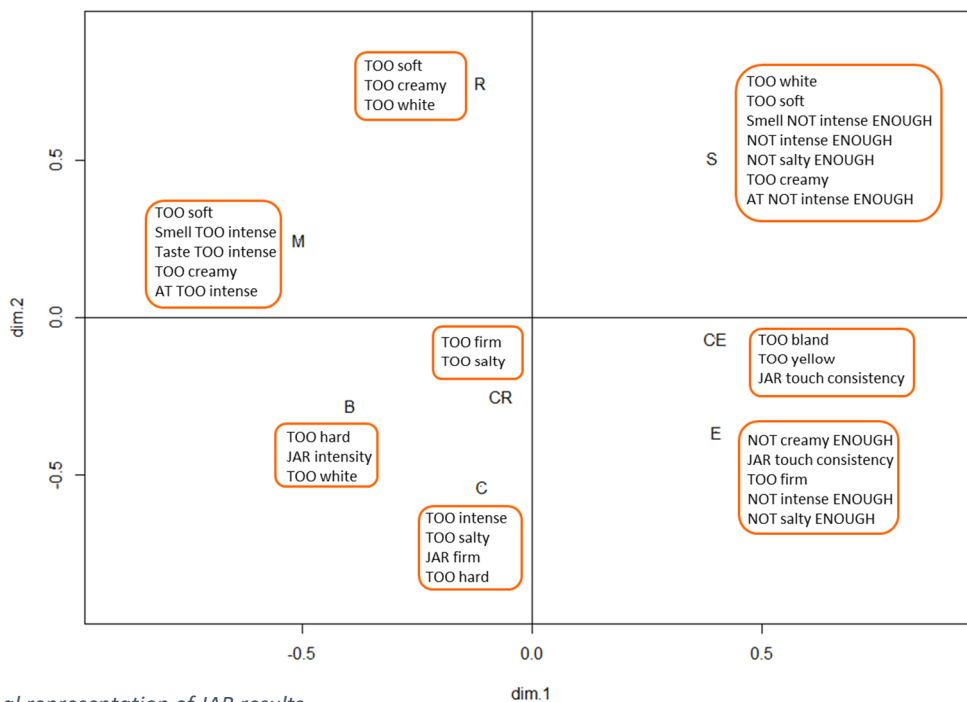 TOO soft
TOO creamy
TOO white
R
TOO white
TOO soft
Smell NOT intense ENOUGH
NOT intense ENOUGH
NOT salty ENOUGH
TOO creamy
AT NOT intense ENOUGH
S
0.5
TOO soft
Smell TOO intense
Taste TOO intense
TOO creamy
AT TOO intense
M
dim.2
0.0
TOO firm
TOO salty
CR
CE
TOO bland
TOO yellow
JAR touch consistency
B
TOO hard
JAR intensity
TOO white
E
NOT creamy ENOUGH
JAR touch consistency
TOO firm
NOT intense ENOUGH
NOT salty ENOUGH
-0.5
C
TOO intense
TOO salty
JAR firm
TOO hard
-0.5
0.0
0.5
dim.1
representation of JAR results